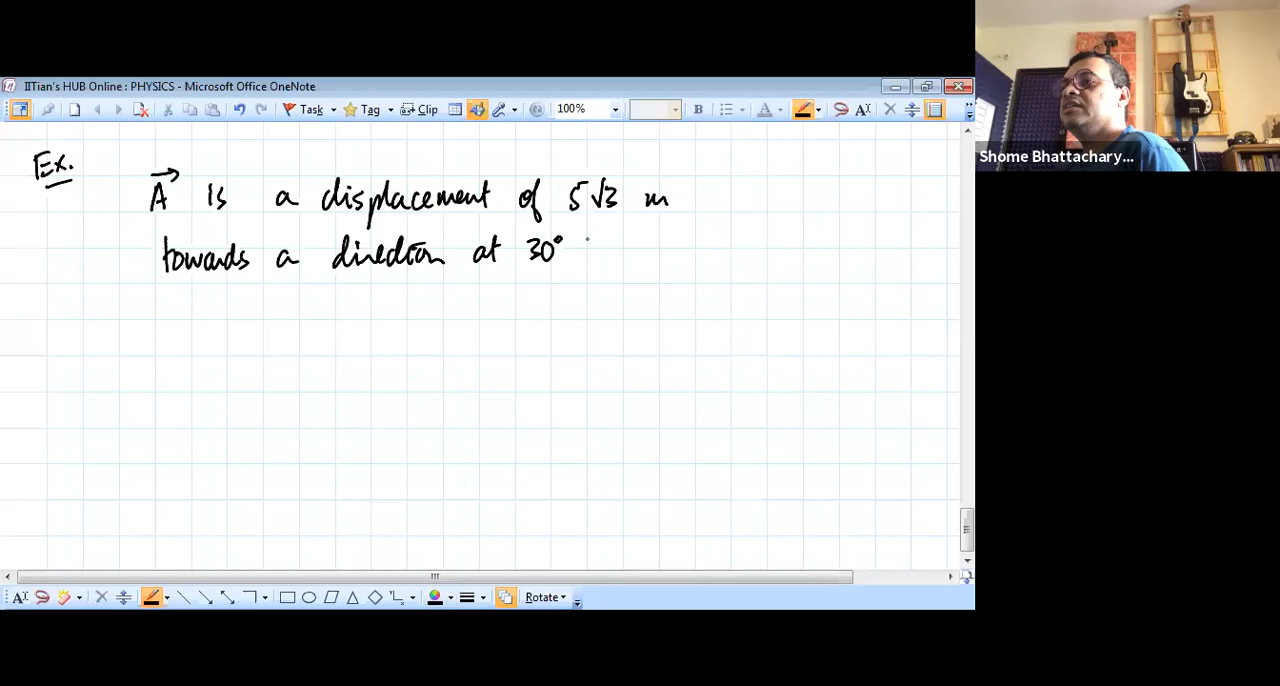 IITian's HUB Online : PHYSICS - Microsoft Office OneNote
Task Tag Clip 100% B A
Shome Bhattachary...
Ex.
A⃗ is a displacement of 5√3 m
towards a direction at 30°
Rotate